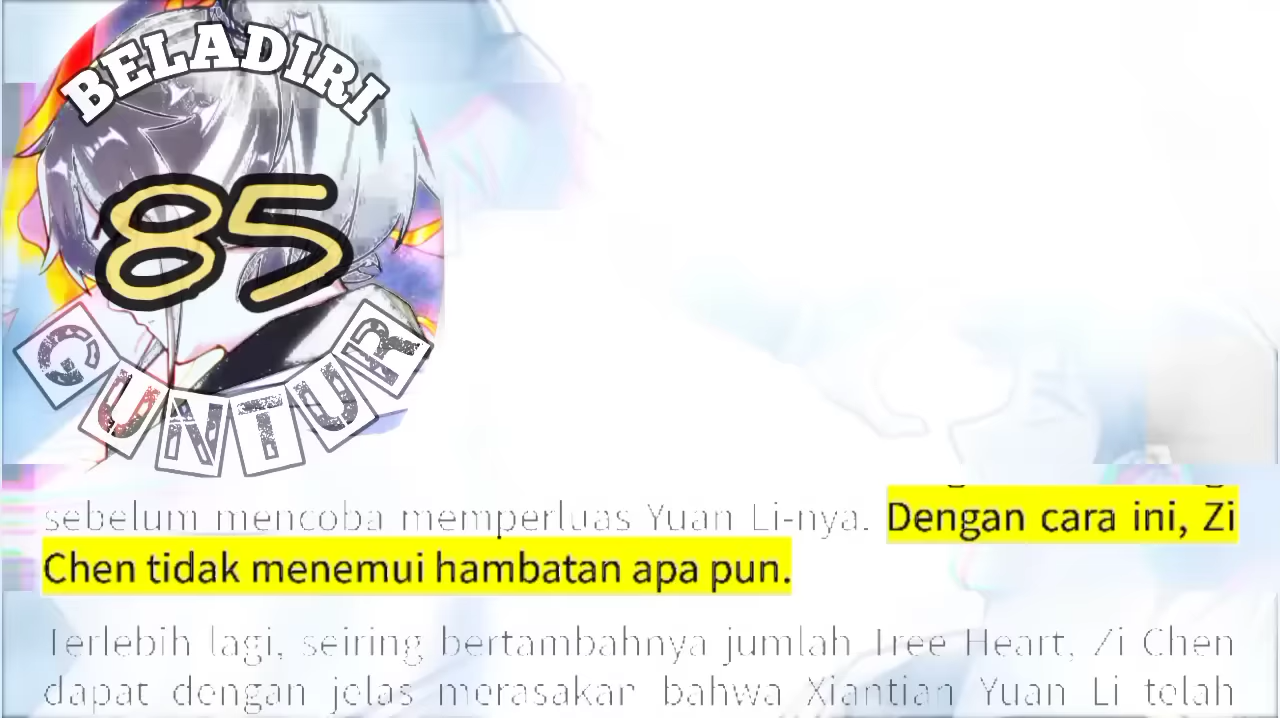 BELADIRI
85
GUNTUR
sebelum mencoba memperluas Yuan Li-nya. Dengan cara ini, Zi
Chen tidak menemui hambatan apa pun.
Terlebih lagi, seiring bertambahnya jumlah Tree Heart, Zi Chen
dapat dengan jelas merasakan bahwa Xiantian Yuan Li telah